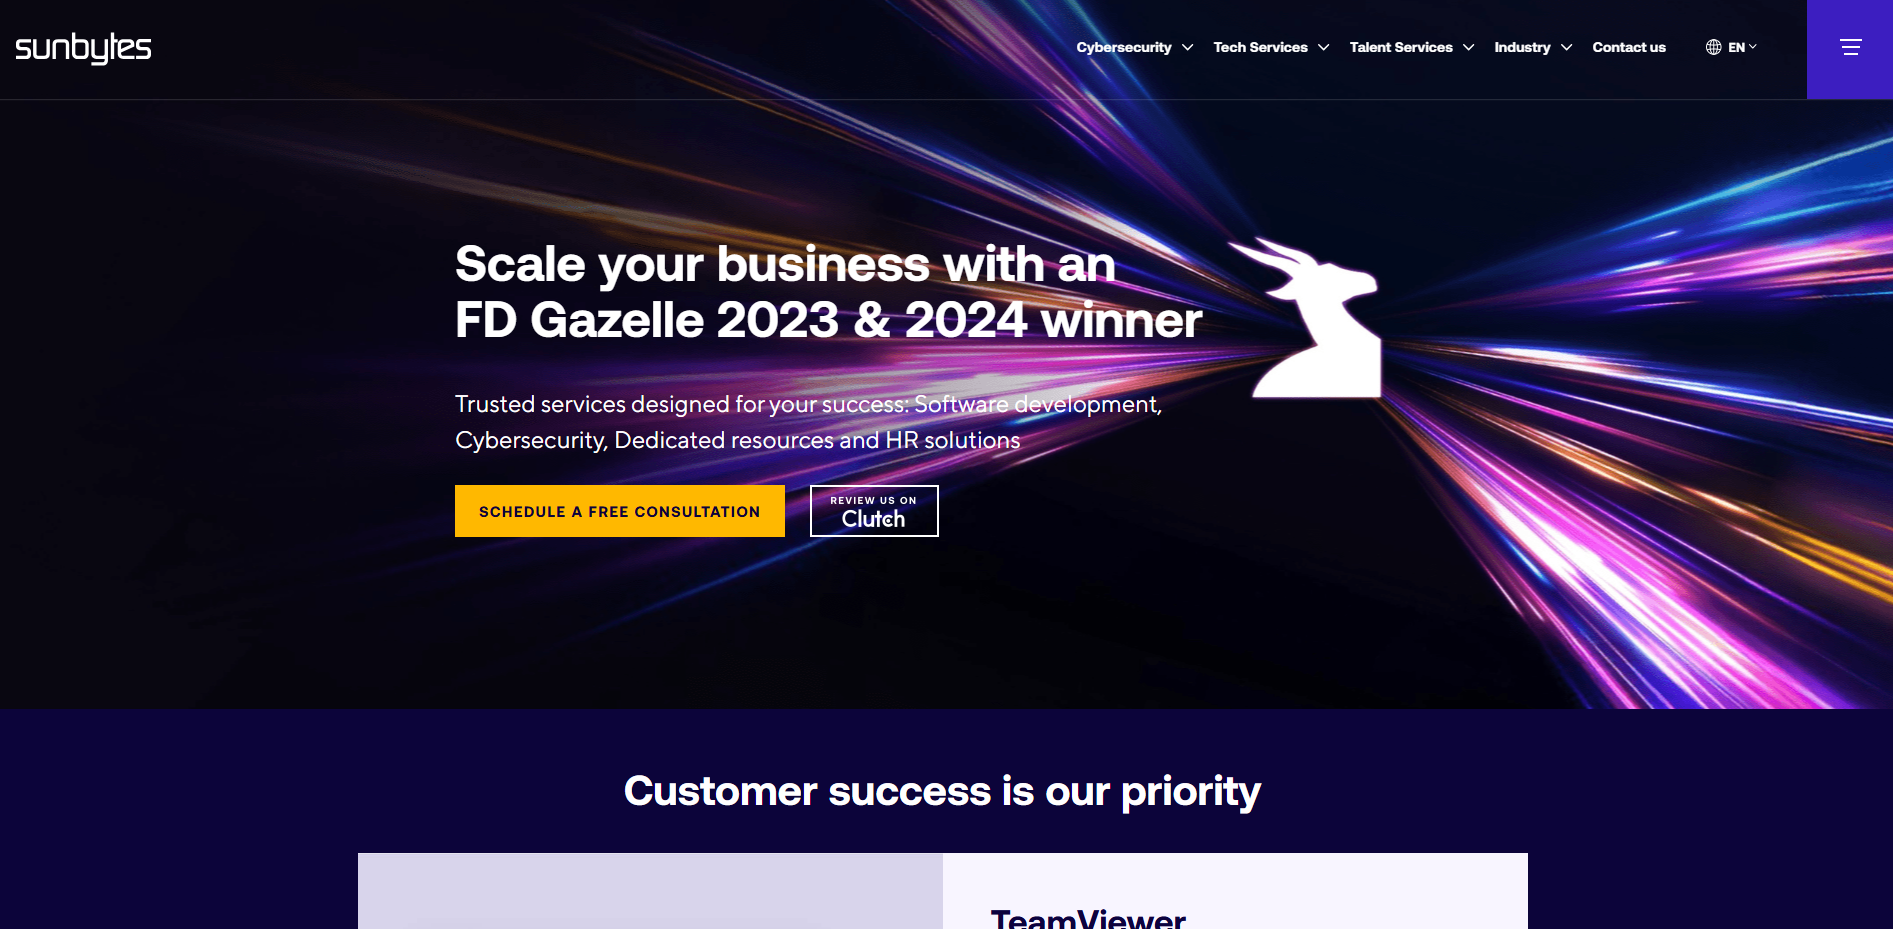 sunbytes
Cybersecurity
Tech Services
Talent Services
Industry
Contact us
EN
Scale your business with an
FD Gazelle 2023 & 2024 winner
Trusted services designed for your success: Software development,
Cybersecurity, Dedicated resources and HR solutions
SCHEDULE A FREE CONSULTATION
REVIEW US ON
Clutch
Customer success is our priority
TeamViewer